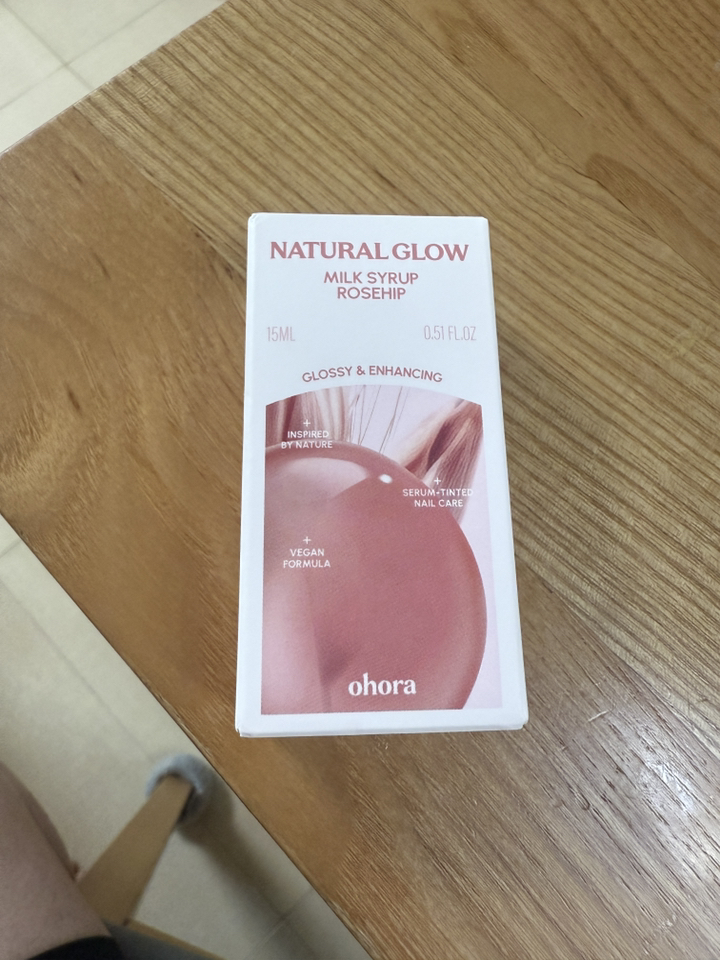 NATURAL GLOW
MILK SYRUP
ROSEHIP
15ML 0.51 FL.OZ
GLOSSY & ENHANCING
+
INSPIRED
BY NATURE
+
SERUM-TINTED
NAIL CARE
+
VEGAN
FORMULA
ohora